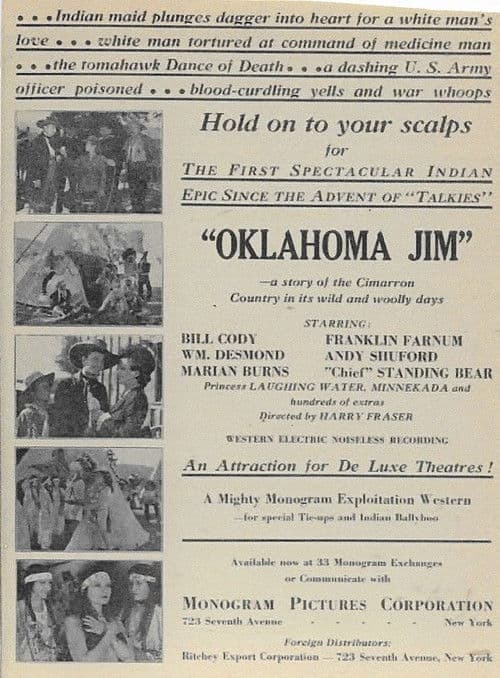 • • •Indian maid plunges dagger into heart for a white man's
love • • • white man tortured at command of medicine man
• • •the tomahawk Dance of Death• • •a dashing U. S. Army
officer poisoned • • •blood-curdling yells and war whoops
Hold on to your scalps
for
THE FIRST SPECTACULAR INDIAN
EPIC SINCE THE ADVENT OF "TALKIES"
"OKLAHOMA JIM"
—a story of the Cimarron
Country in its wild and woolly days
STARRING:
BILL CODY FRANKLIN FARNUM
WM. DESMOND ANDY SHUFORD
MARIAN BURNS "Chief" STANDING BEAR
Princess LAUGHING WATER, MINNEKADA and
hundreds of extras
Directed by HARRY FRASER
WESTERN ELECTRIC NOISELESS RECORDING
An Attraction for De Luxe Theatres!
A Mighty Monogram Exploitation Western
—for special Tie-ups and Indian Ballyhoo
Available now at 33 Monogram Exchanges
or Communicate with
MONOGRAM PICTURES CORPORATION
723 Seventh Avenue - - - - - New York
Foreign Distributors:
Ritchey Export Corporation — 723 Seventh Avenue, New York